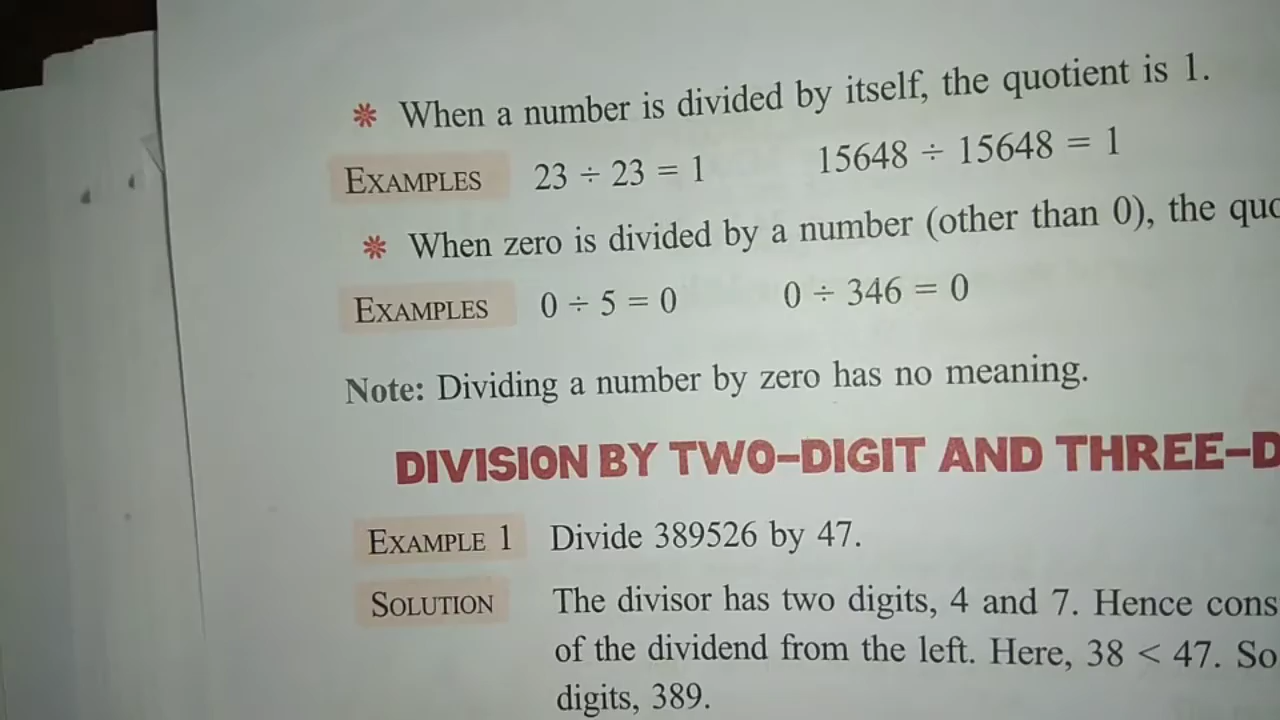 * When a number is divided by itself, the quotient is 1.
EXAMPLES 23 ÷ 23 = 1 15648 ÷ 15648 = 1
* When zero is divided by a number (other than 0), the
EXAMPLES 0 ÷ 5 = 0 0 ÷ 346 = 0
Note: Dividing a number by zero has no meaning.
DIVISION BY TWO-DIGIT AND THREE-D
EXAMPLE 1 Divide 389526 by 47.
SOLUTION The divisor has two digits, 4 and 7. Hence
of the dividend from the left. Here, 38 < 47. So
digits, 389.